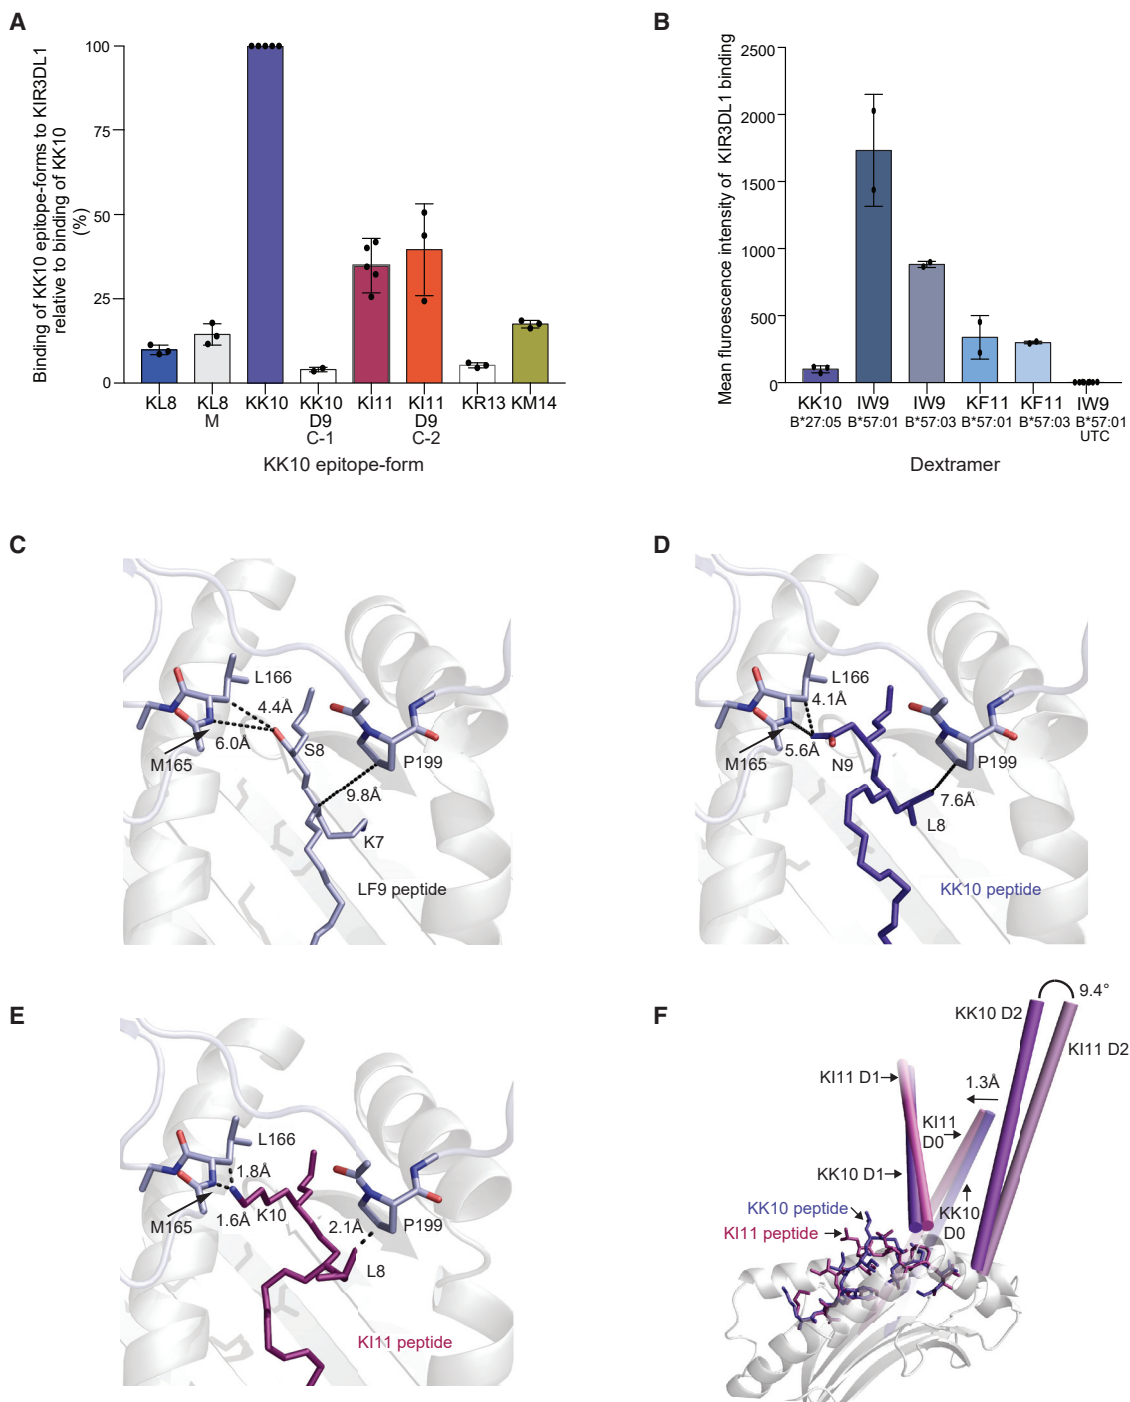 A
Binding of KK10 epitope-forms to KIR3DL1
relative to binding of KK10
(%)
100
75
50
25
0
KL8
KL8
M
KK10
KK10
D9
C-1
KI11
KI11
D9
C-2
KR13
KM14
KK10 epitope-form
B
Mean fluroescence intensity of KIR3DL1 binding
2500
2000
1500
1000
500
0
KK10
B*27:05
IW9
B*57:01
IW9
B*57:03
KF11
B*57:01
KF11
B*57:03
IW9
B*57:01
UTC
Dextramer
C
L166
4.4Å
6.0Å
M165
S8
P199
9.8Å
K7
LF9 peptide
D
L166
4.1Å
5.6Å
M165
N9
P199
7.6Å
L8
KK10 peptide
E
L166
1.8Å
M165
1.6Å
K10
2.1Å
P199
L8
KI11 peptide
F
9.4°
KK10 D2
KI11 D2
KI11 D1
1.3Å
KI11
D0
KK10 D1
KK10
D0
KK10 peptide
KI11 peptide